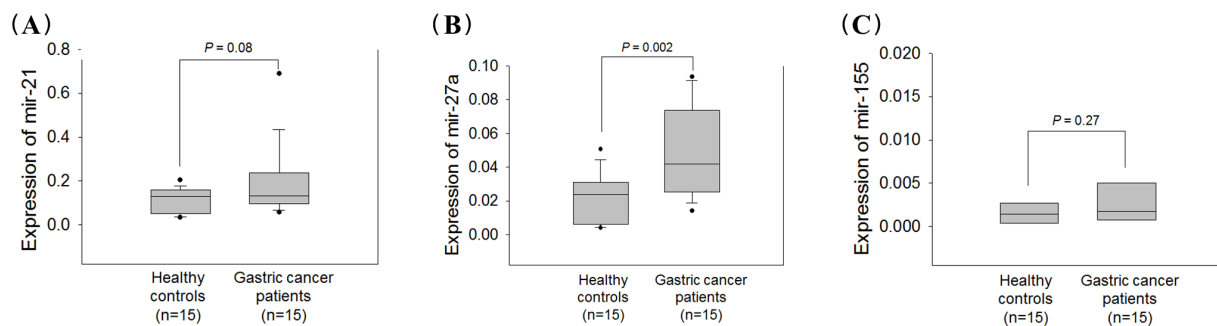 (A)
Expression of mir-21
0.8
0.6
0.4
0.2
0.0
P = 0.08
Healthy
controls
(n=15)
Gastric cancer
patients
(n=15)
(B)
Expression of mir-27a
0.10
0.08
0.06
0.04
0.02
0.00
P = 0.002
Healthy
controls
(n=15)
Gastric cancer
patients
(n=15)
(C)
Expression of mir-155
0.020
0.015
0.010
0.005
0.000
P = 0.27
Healthy
controls
(n=15)
Gastric cancer
patients
(n=15)